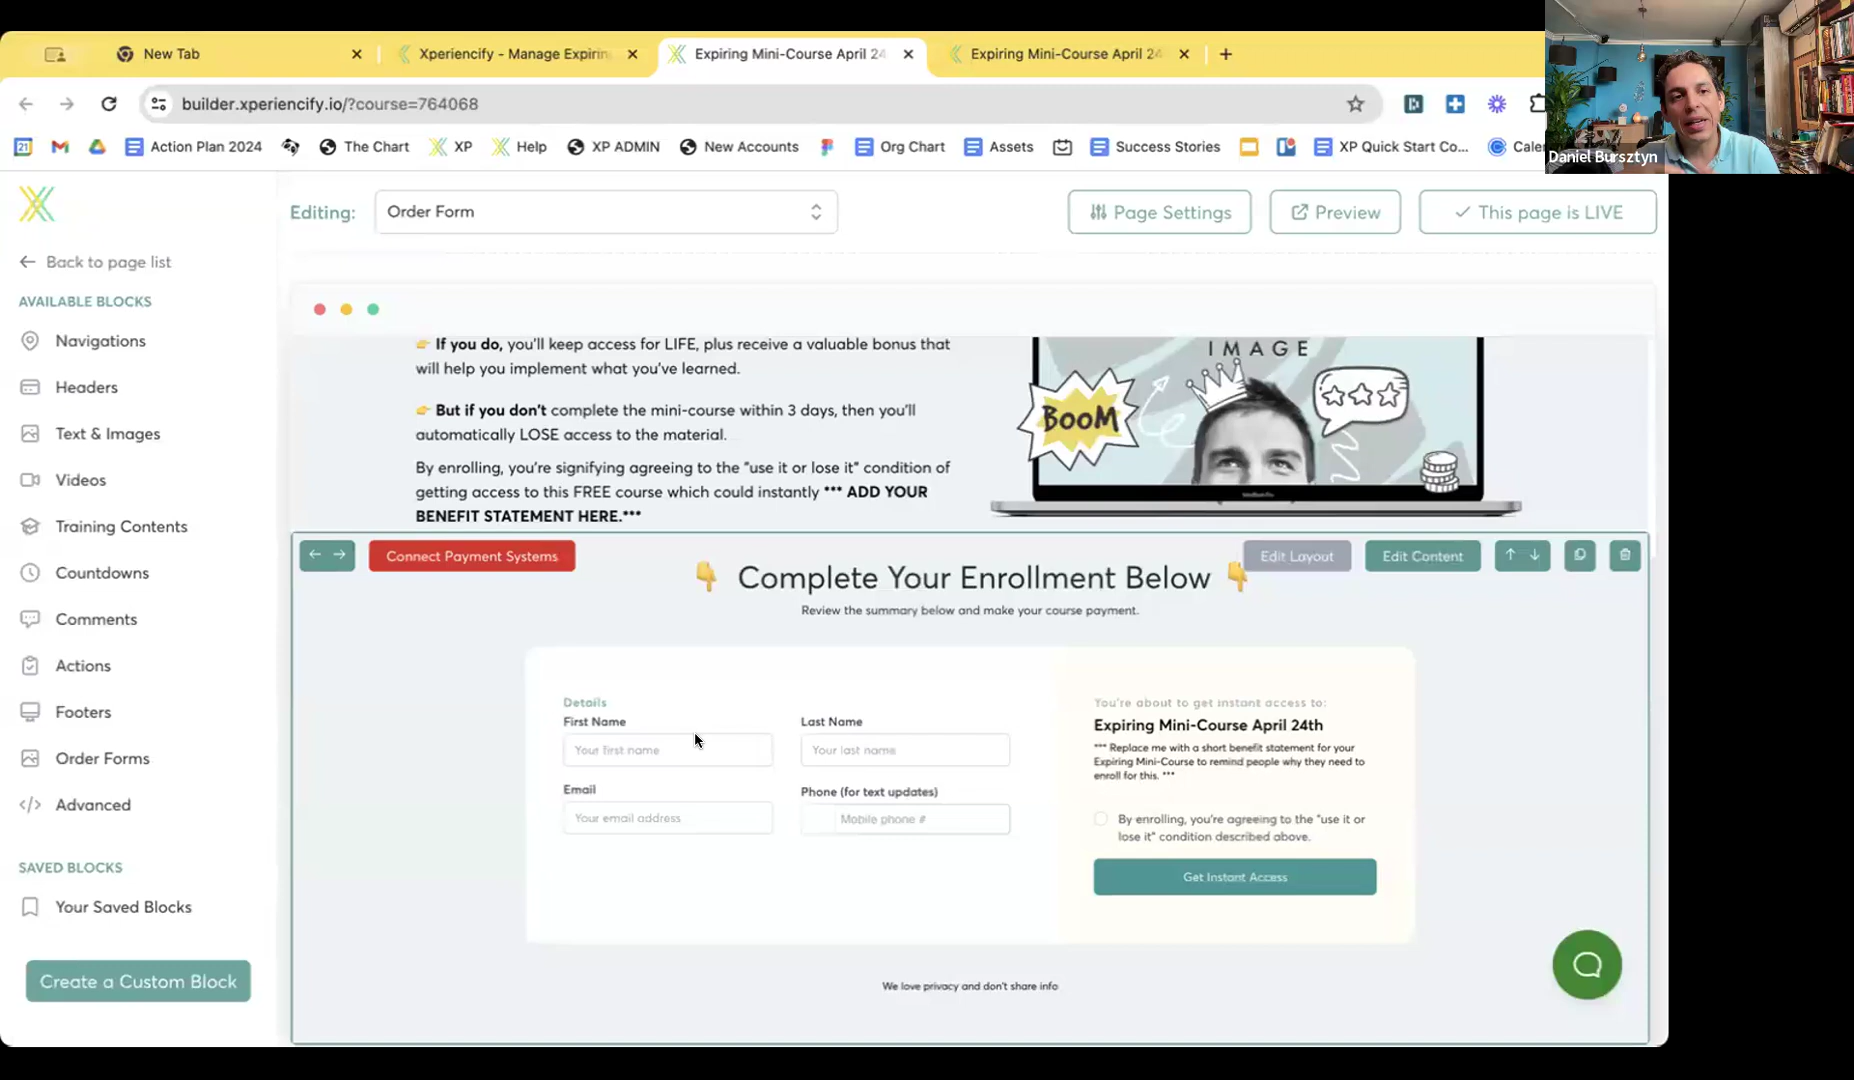 New Tab
Xperiencify - Manage Expirin
Expiring Mini-Course April 24
Expiring Mini-Course April 24
builder.xperiencify.io/?course=764068
21
Action Plan 2024
The Chart
XP
Help
XP ADMIN
New Accounts
Org Chart
Assets
Success Stories
XP Quick Start Co...
Caler
Daniel Bursztyn
Editing:
Order Form
Page Settings
Preview
This page is LIVE
Back to page list
AVAILABLE BLOCKS
Navigations
Headers
Text & Images
Videos
Training Contents
Countdowns
Comments
Actions
Footers
Order Forms
Advanced
SAVED BLOCKS
Your Saved Blocks
Create a Custom Block
👉 If you do, you'll keep access for LIFE, plus receive a valuable bonus that
will help you implement what you've learned.
👉 But if you don't complete the mini-course within 3 days, then you'll
automatically LOSE access to the material.
By enrolling, you're signifying agreeing to the "use it or lose it" condition of
getting access to this FREE course which could instantly *** ADD YOUR
BENEFIT STATEMENT HERE.***
IMAGE
BOOM
Connect Payment Systems
Edit Layout
Edit Content
👇 Complete Your Enrollment Below 👇
Review the summary below and make your course payment.
Details
First Name
Your first name
Last Name
Your last name
Email
Your email address
Phone (for text updates)
Mobile phone #
You're about to get instant access to:
Expiring Mini-Course April 24th
*** Replace me with a short benefit statement for your
Expiring Mini-Course to remind people why they need to
enroll for this. ***
By enrolling, you're agreeing to the "use it or
lose it" condition described above.
Get Instant Access
We love privacy and don't share info